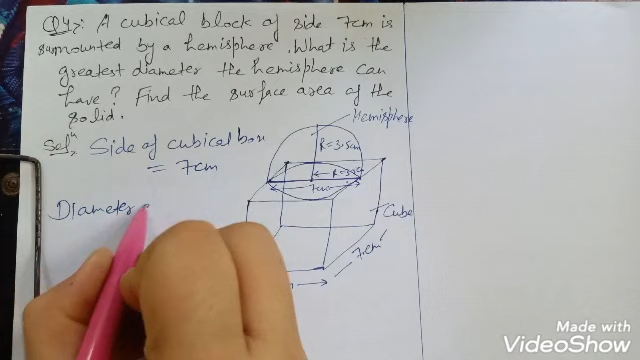 Q4: A cubical block of side 7cm is
surmounted by a hemisphere. What is the
greatest diameter the hemisphere can
have? Find the surface area of the
solid.
Solⁿ, Side of cubical box
= 7cm
Diameter
Hemisphere
R=3.5cm
7cm
Cube
7cm
Made with
VideoShow